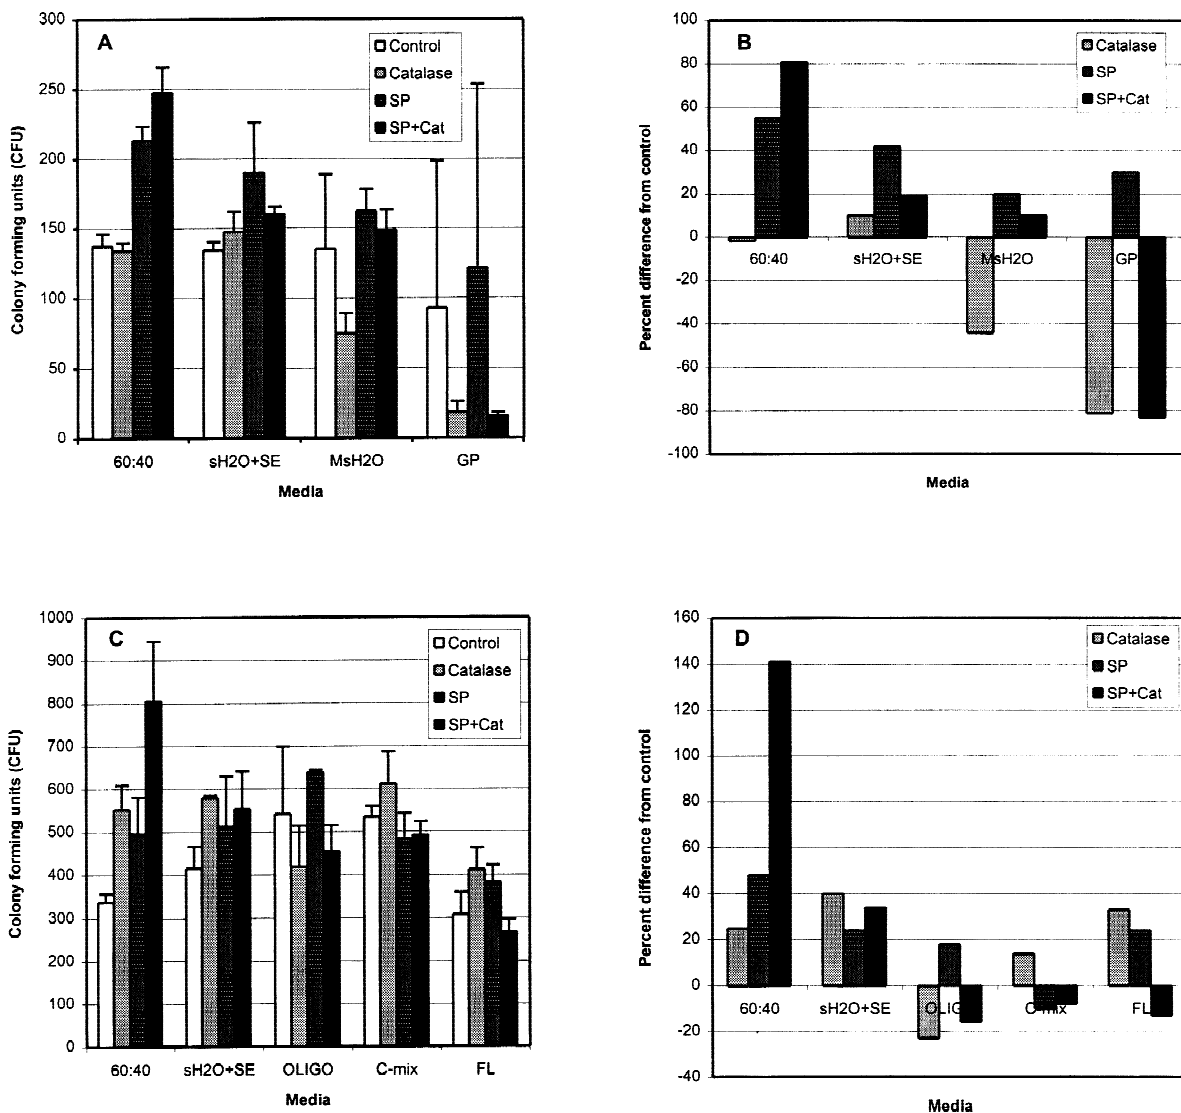 A
Control
Catalase
SP
SP+Cat
300
250
200
150
100
50
0
Colony forming units (CFU)
60:40
sH2O+SE
MsH2O
GP
Media
B
Catalase
SP
SP+Cat
100
80
60
40
20
0
-20
-40
-60
-80
-100
Percent difference from control
60:40
sH2O+SE
MsH2O
GP
Media
C
Control
Catalase
SP
SP+Cat
1000
900
800
700
600
500
400
300
200
100
0
Colony forming units (CFU)
60:40
sH2O+SE
OLIGO
C-mix
FL
Media
D
Catalase
SP
SP+Cat
160
140
120
100
80
60
40
20
0
-20
-40
Percent difference from control
60:40
sH2O+SE
OLIGO
C-mix
FL
Media